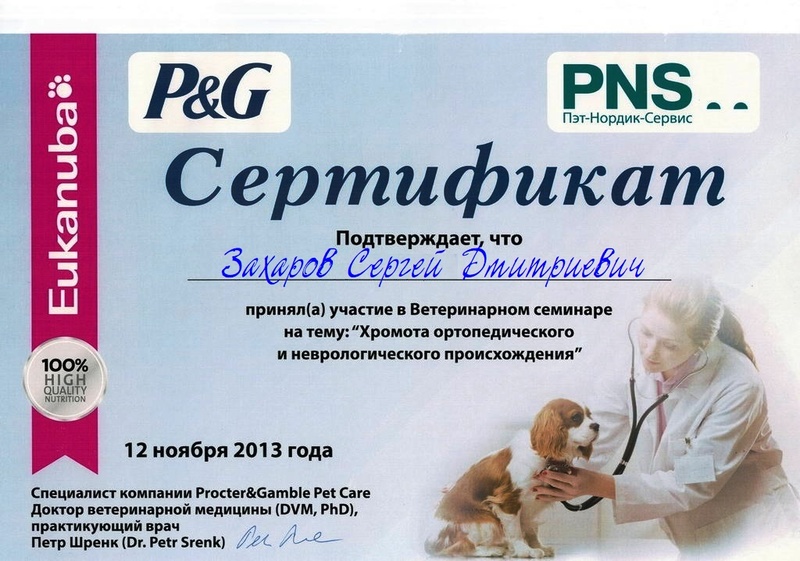 P&G
PNS
Пэт-Нордик-Сервис
Eukanuba
Сертификат
Подтверждает, что
Захаров Сергей Дмитриевич
принял(а) участие в Ветеринарном семинаре
на тему: “Хромота ортопедического
и неврологического происхождения”
100%
HIGH
QUALITY
NUTRITION
12 ноября 2013 года
Специалист компании Procter&Gamble Pet Care
Доктор ветеринарной медицины (DVM, PhD),
практикующий врач
Петр Шренк (Dr. Petr Srenk)